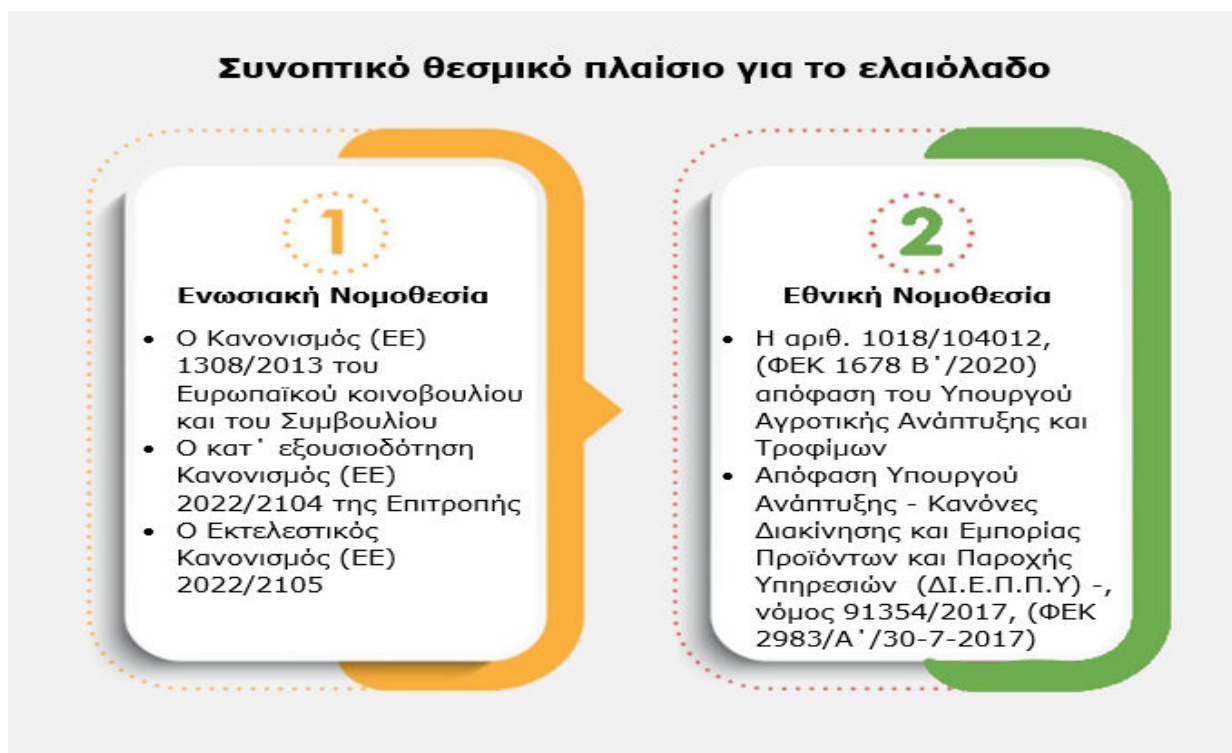 Συνοπτικό θεσμικό πλαίσιο για το ελαιόλαδο
1
Ενωσιακή Νομοθεσία
• Ο Κανονισμός (ΕΕ)
1308/2013 του
Ευρωπαϊκού κοινοβουλίου
και του Συμβουλίου
• Ο κατ᾽ εξουσιοδότηση
Κανονισμός (ΕΕ)
2022/2104 της Επιτροπής
• Ο Εκτελεστικός
Κανονισμός (ΕΕ)
2022/2105
2
Εθνική Νομοθεσία
• Η αριθ. 1018/104012,
(ΦΕΚ 1678 Β΄/2020)
απόφαση του Υπουργού
Αγροτικής Ανάπτυξης και
Τροφίμων
• Απόφαση Υπουργού
Ανάπτυξης - Κανόνες
Διακίνησης και Εμπορίας
Προϊόντων και Παροχής
Υπηρεσιών (ΔΙ.Ε.Π.Π.Υ) -,
νόμος 91354/2017, (ΦΕΚ
2983/Α΄/30-7-2017)